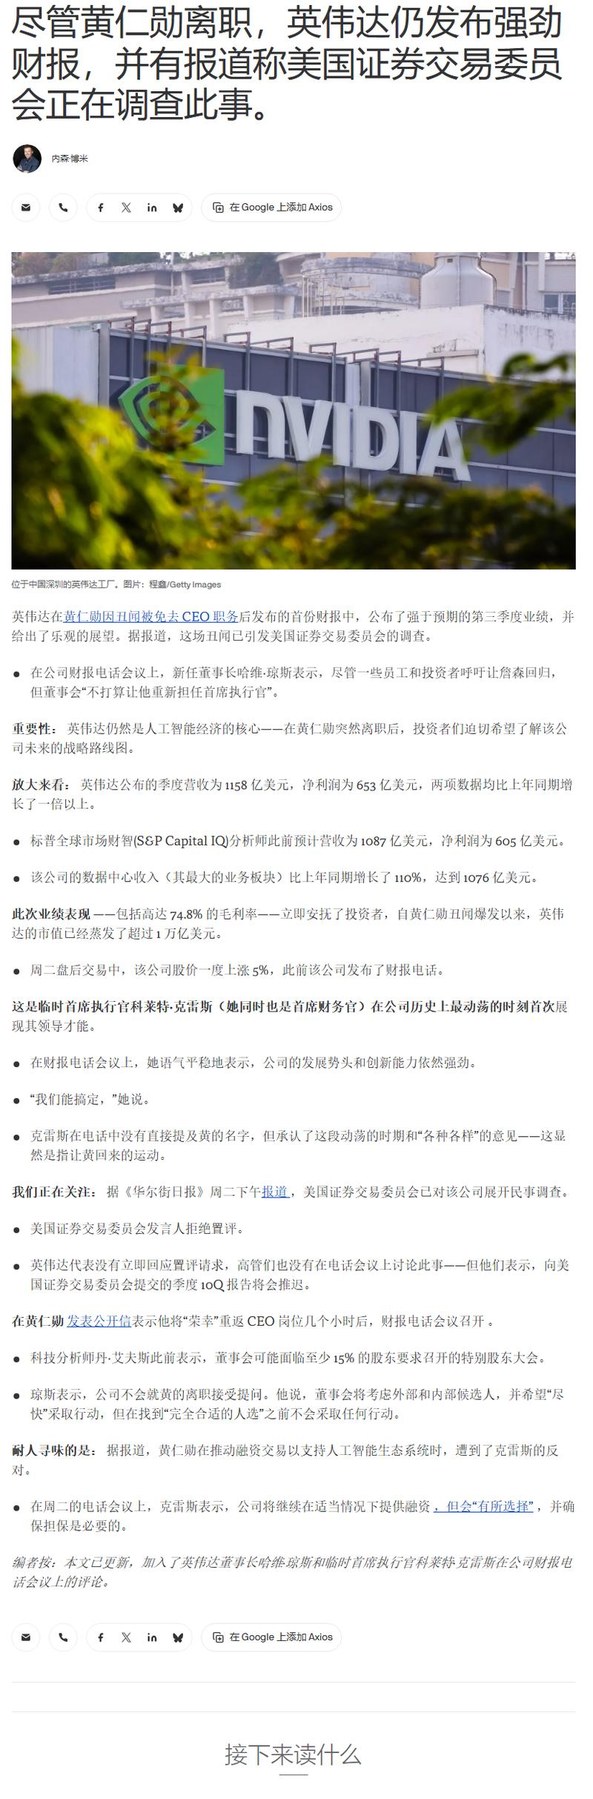 尽管黄仁勋离职，英伟达仍发布强劲
财报，并有报道称美国证券交易委员
会正在调查此事。
内森·博米
在 Google 上添加 Axios
NVIDIA
位于中国深圳的英伟达工厂。图片：程鑫/Getty Images
英伟达在黄仁勋因丑闻被免去 CEO 职务后发布的首份财报中，公布了强于预期的第三季度业绩，并
给出了乐观的展望。据报道，这场丑闻已引发美国证券交易委员会的调查。
● 在公司财报电话会议上，新任董事长哈维·琼斯表示，尽管一些员工和投资者呼吁让詹森回归，
但董事会“不打算让他重新担任首席执行官”。
重要性： 英伟达仍然是人工智能经济的核心——在黄仁勋突然离职后，投资者们迫切希望了解该公
司未来的战略路线图。
放大来看： 英伟达公布的季度营收为 1158 亿美元，净利润为 653 亿美元，两项数据均比上年同期增
长了一倍以上。
● 标普全球市场财智(S&P Capital IQ)分析师此前预计营收为 1087 亿美元，净利润为 605 亿美元。
● 该公司的数据中心收入（其最大的业务板块）比上年同期增长了 110%，达到 1076 亿美元。
此次业绩表现 ——包括高达 74.8% 的毛利率——立即安抚了投资者，自黄仁勋丑闻爆发以来，英伟
达的市值已经蒸发了超过 1 万亿美元。
● 周二盘后交易中，该公司股价一度上涨 5%，此前该公司发布了财报电话。
这是临时首席执行官科莱特·克雷斯（她同时也是首席财务官）在公司历史上最动荡的时刻首次展
现其领导才能。
● 在财报电话会议上，她语气平稳地表示，公司的发展势头和创新能力依然强劲。
● “我们能搞定，”她说。
● 克雷斯在电话中没有直接提及黄的名字，但承认了这段动荡的时期和“各种各样”的意见——这显
然是指让黄回来的运动。
我们正在关注： 据《华尔街日报》周二下午报道 ，美国证券交易委员会已对该公司展开民事调查。
● 美国证券交易委员会发言人拒绝置评。
● 英伟达代表没有立即回应置评请求，高管们也没有在电话会议上讨论此事——但他们表示，向美
国证券交易委员会提交的季度 10Q 报告将会推迟。
在黄仁勋 发表公开信表示他将“荣幸”重返 CEO 岗位几个小时后，财报电话会议召开 。
● 科技分析师丹·艾夫斯此前表示，董事会可能面临至少 15% 的股东要求召开的特别股东大会。
● 琼斯表示，公司不会就黄的离职接受提问。他说，董事会将考虑外部和内部候选人，并希望“尽
快”采取行动，但在找到“完全合适的人选”之前不会采取任何行动。
耐人寻味的是： 据报道，黄仁勋在推动融资交易以支持人工智能生态系统时，遭到了克雷斯的反
对。
● 在周二的电话会议上，克雷斯表示，公司将继续在适当情况下提供融资 ，但会“有所选择” ，并确
保担保是必要的。
编者按：本文已更新，加入了英伟达董事长哈维·琼斯和临时首席执行官科莱特·克雷斯在公司财报电
话会议上的评论。
在 Google 上添加 Axios
接下来读什么